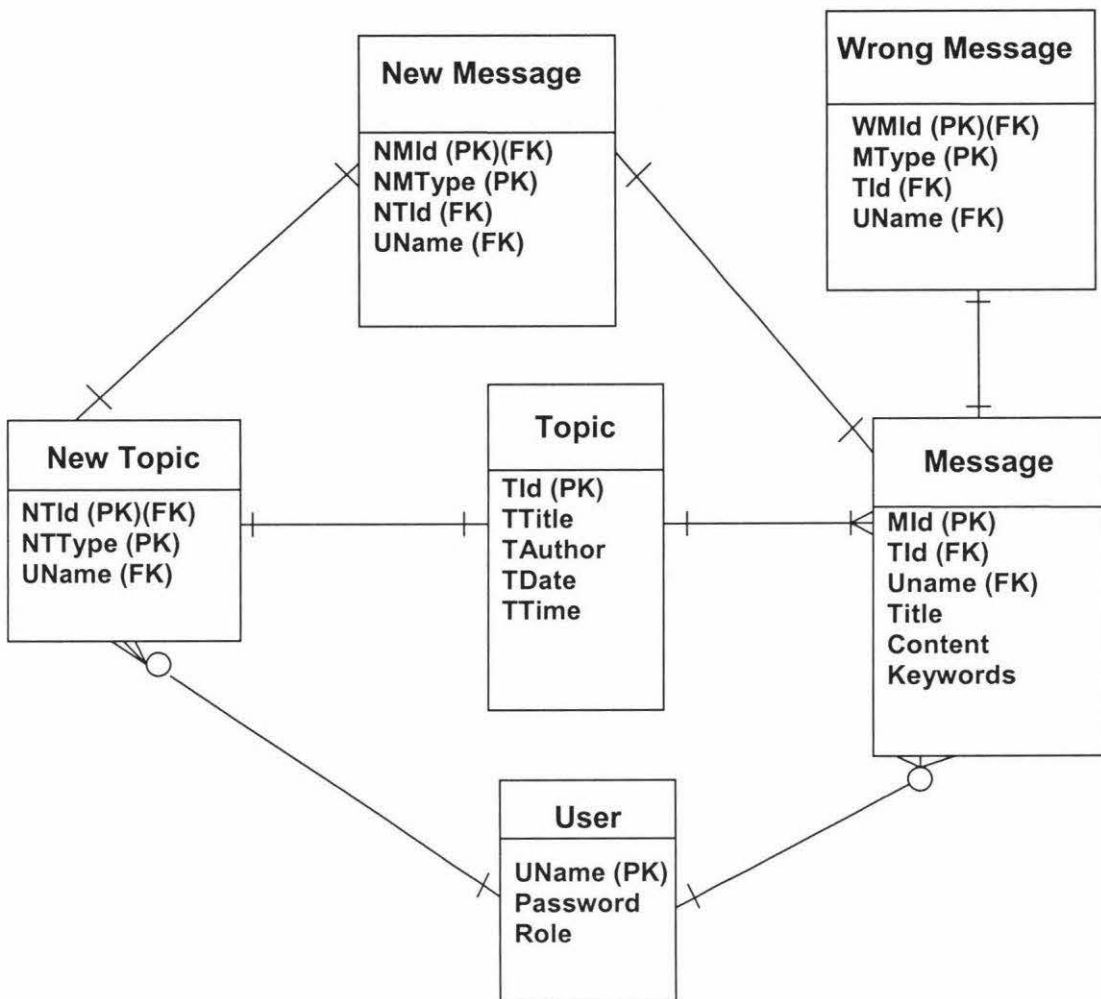 New Message
NMId (PK)(FK)
NMType (PK)
NTId (FK)
UName (FK)
Wrong Message
WMId (PK)(FK)
MType (PK)
TId (FK)
UName (FK)
New Topic
NTId (PK)(FK)
NTType (PK)
UName (FK)
Topic
TId (PK)
TTitle
TAuthor
TDate
TTime
Message
MId (PK)
TId (FK)
Uname (FK)
Title
Content
Keywords
User
UName (PK)
Password
Role